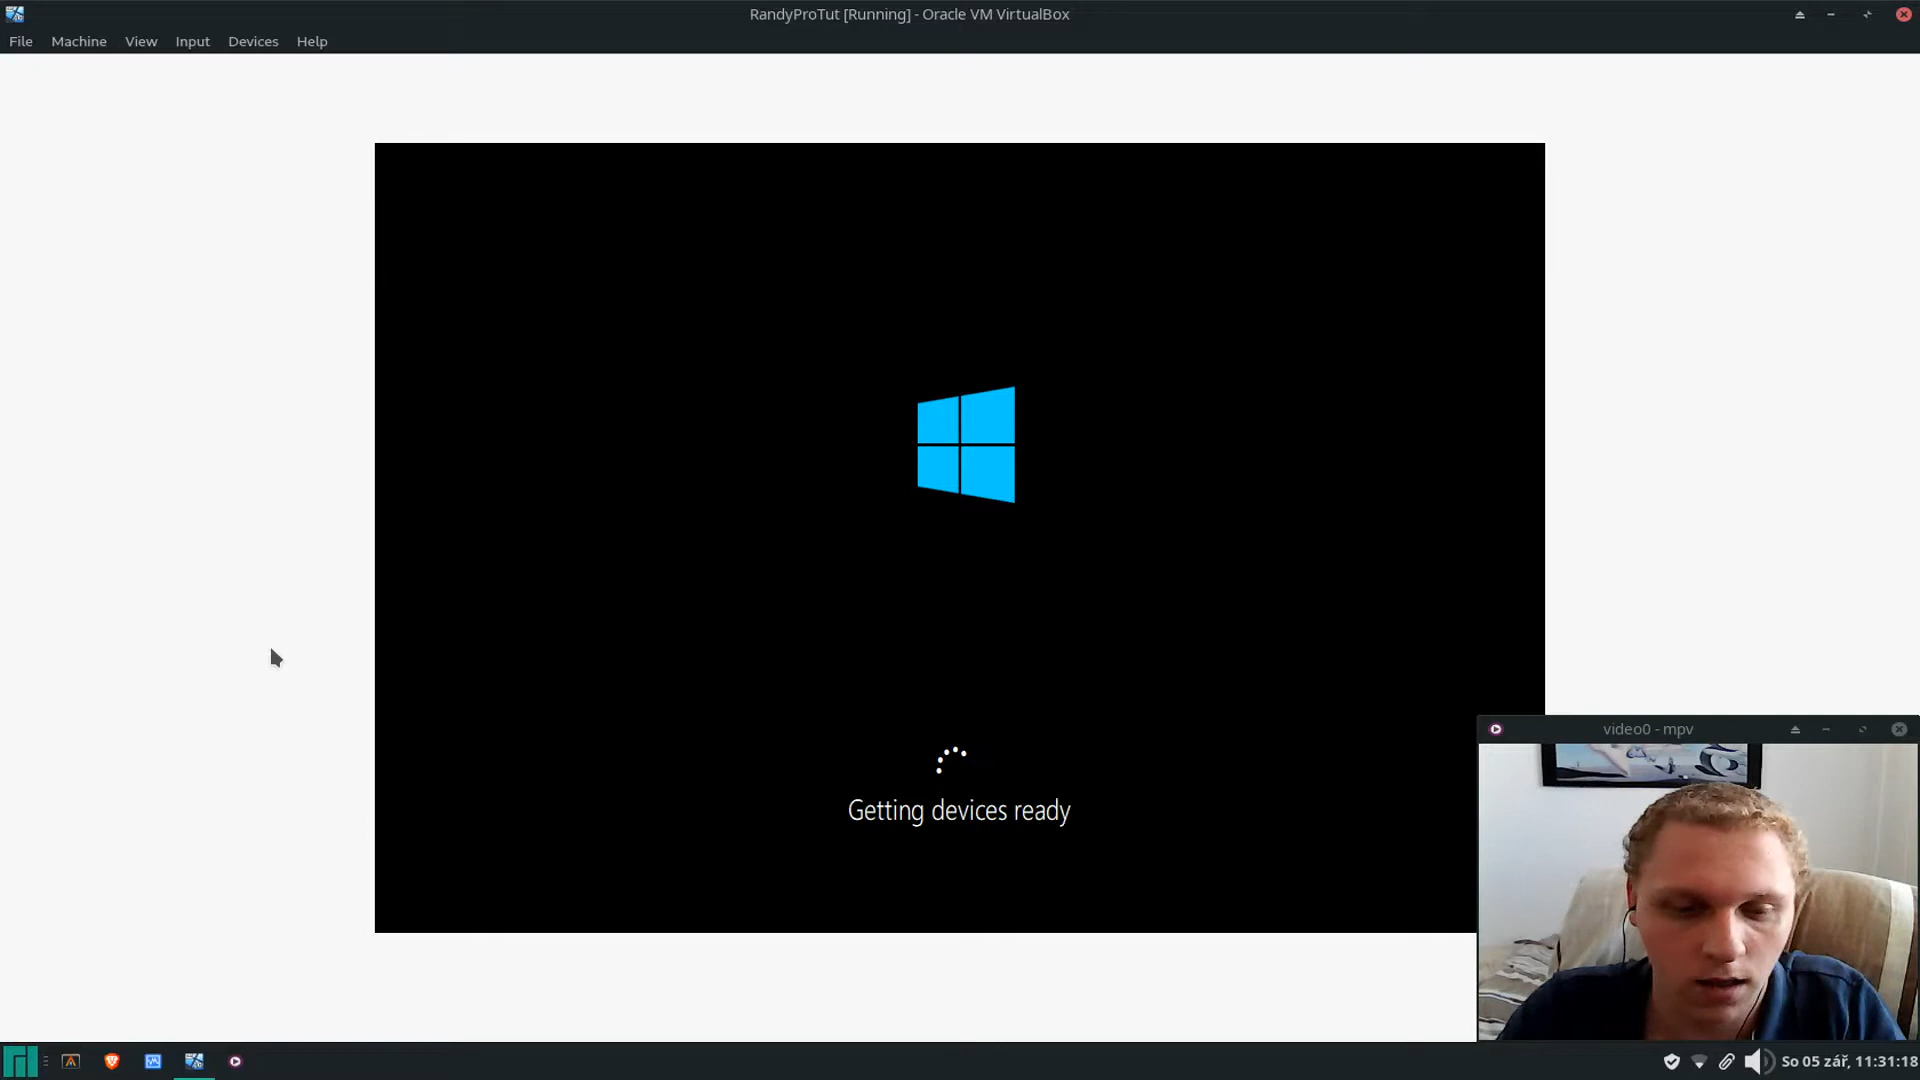 RandyProTut [Running] - Oracle VM VirtualBox
File Machine View Input Devices Help
Getting devices ready
video0 - mpv
So 05 zář, 11:31:18